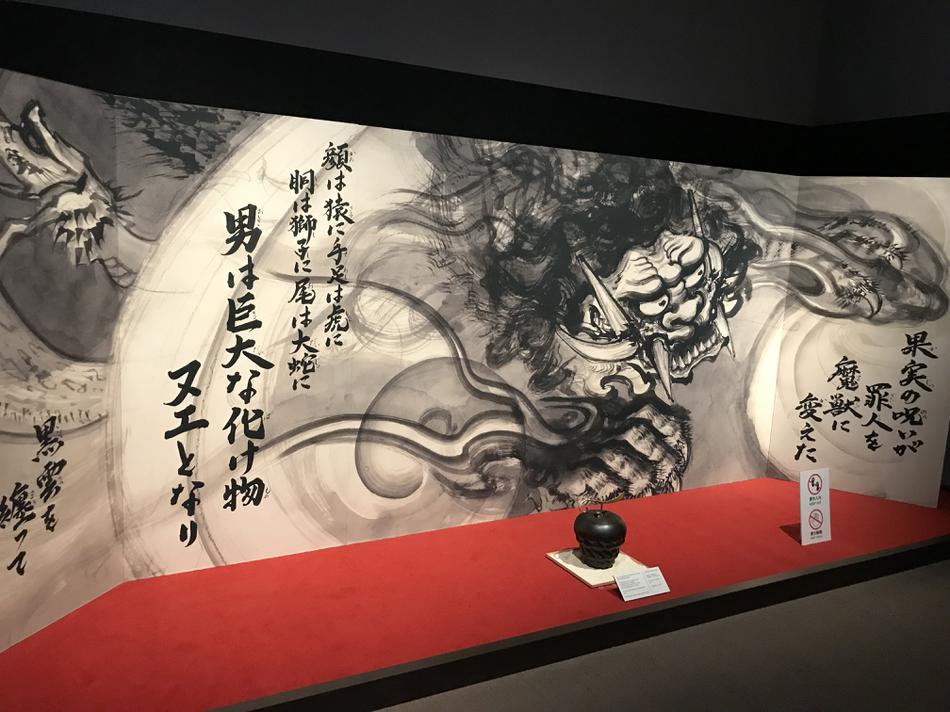 果実の呪いが
罪人を
魔獣に
変えた
顔は猿に手足は虎に
胴は獅子に尾は大蛇に
男は巨大な化け物
ヌエとなり
黒雲を
纏って